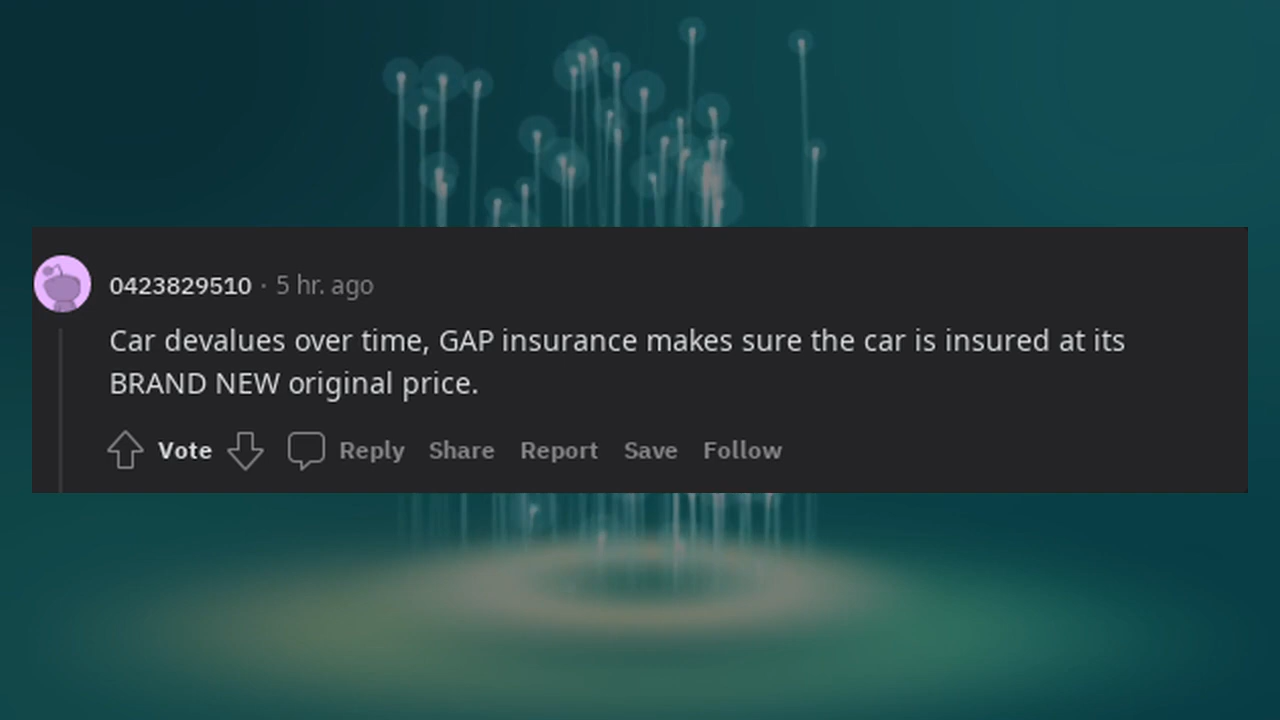 0423829510 · 5 hr. ago
Car devalues over time, GAP insurance makes sure the car is insured at its
BRAND NEW original price.
Vote Reply Share Report Save Follow